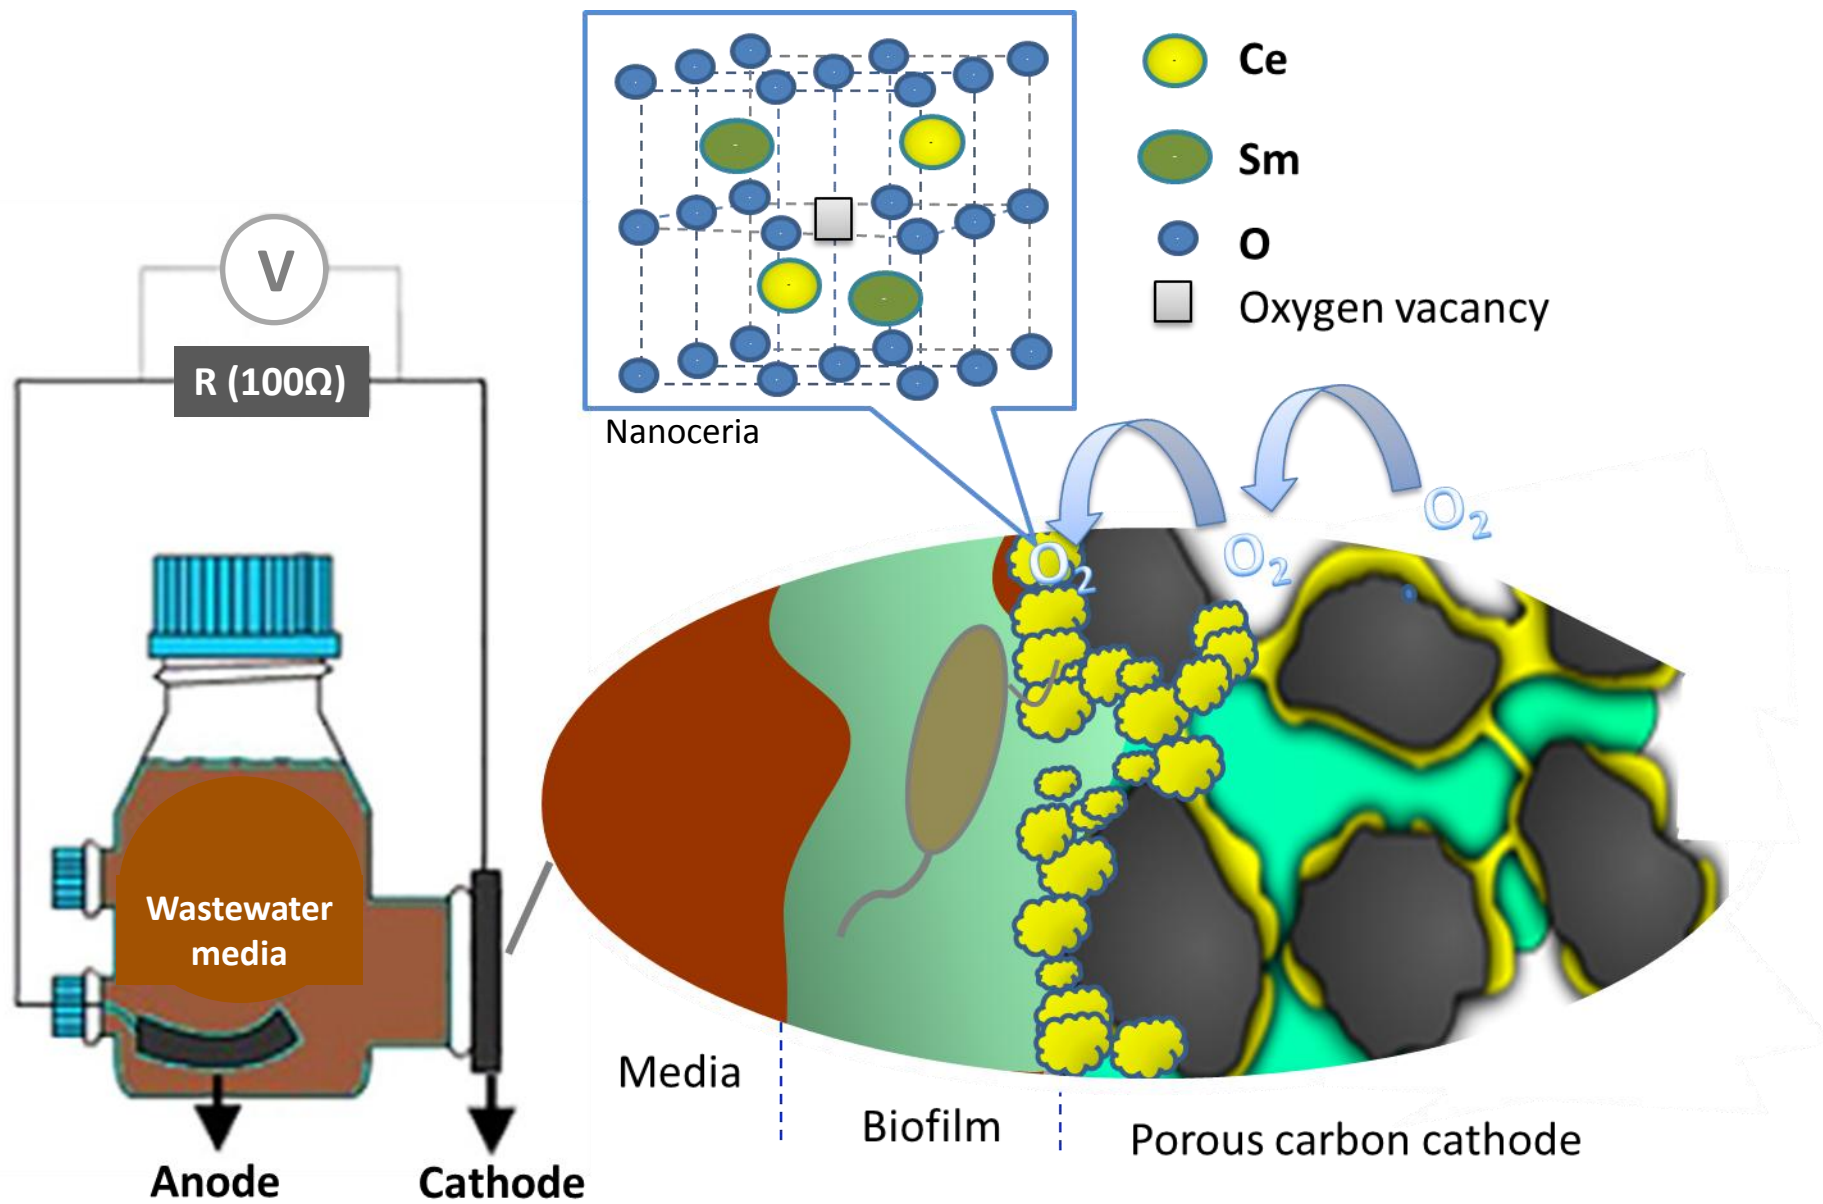 Ce
Sm
O
Oxygen vacancy
Nanoceria
V
R (100Ω)
O₂
O₂
O₂
Wastewater
media
Media
Biofilm
Porous carbon cathode
Anode
Cathode